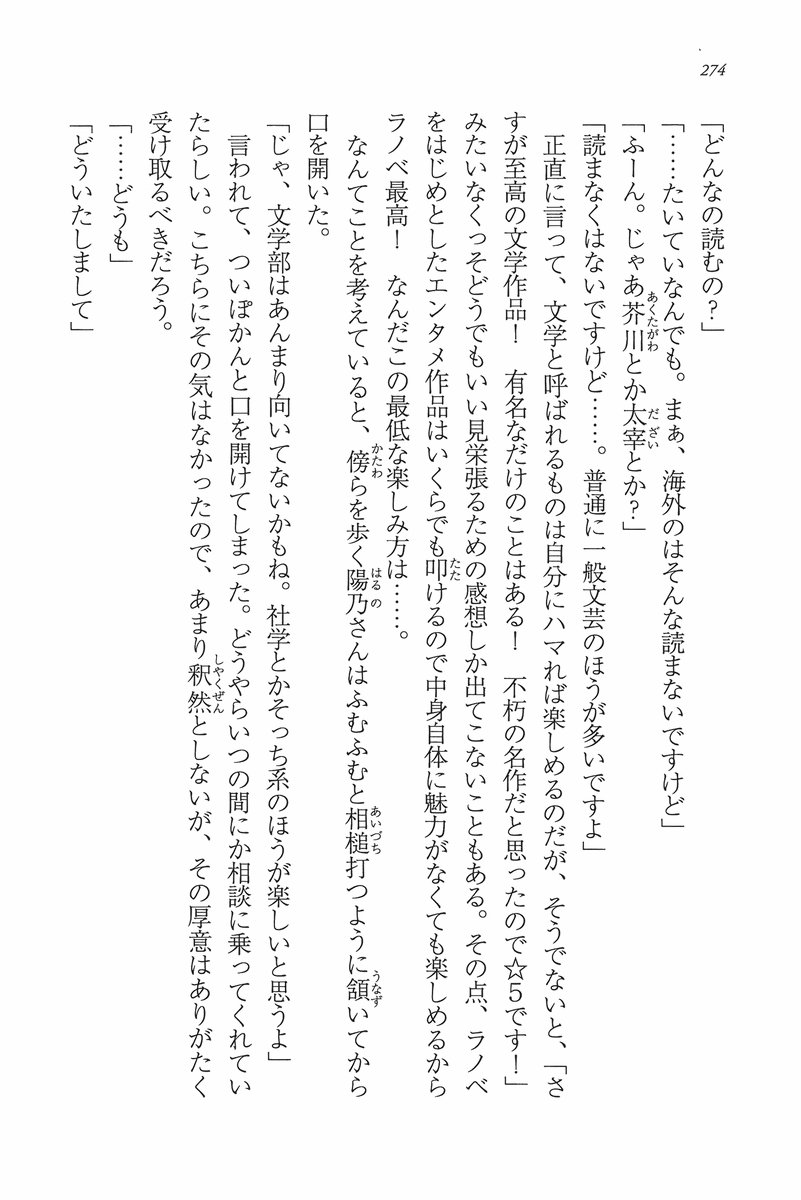 274
「どんなの読むの？」
「……たいていなんでも。まぁ、海外のはそんな読まないですけど」
「ふーん。じゃあ芥川とか太宰とか？」
「読まなくはないですけど……。普通に一般文芸のほうが多いですよ」
　正直に言って、文学と呼ばれるものは自分にハマれば楽しめるのだが、そうでないと、「さ
すが至高の文学作品！　有名なだけのことはある！　不朽の名作だと思ったので☆5です！」
みたいなくっそどうでもいい見栄張るための感想しか出てこないこともある。その点、ラノベ
をはじめとしたエンタメ作品はいくらでも叩けるので中身自体に魅力がなくても楽しめるから
ラノベ最高！　なんだこの最低な楽しみ方は……。
　なんてことを考えていると、傍らを歩く陽乃さんはふむふむと相槌打つように頷いてから
口を開いた。
「じゃ、文学部はあんまり向いてないかもね。社学とかそっち系のほうが楽しいと思うよ」
　言われて、ついぽかんと口を開けてしまった。どうやらいつの間にか相談に乗ってくれてい
たらしい。こちらにその気はなかったので、あまり釈然としないが、その厚意はありがたく
受け取るべきだろう。
「……どうも」
「どういたしまして」